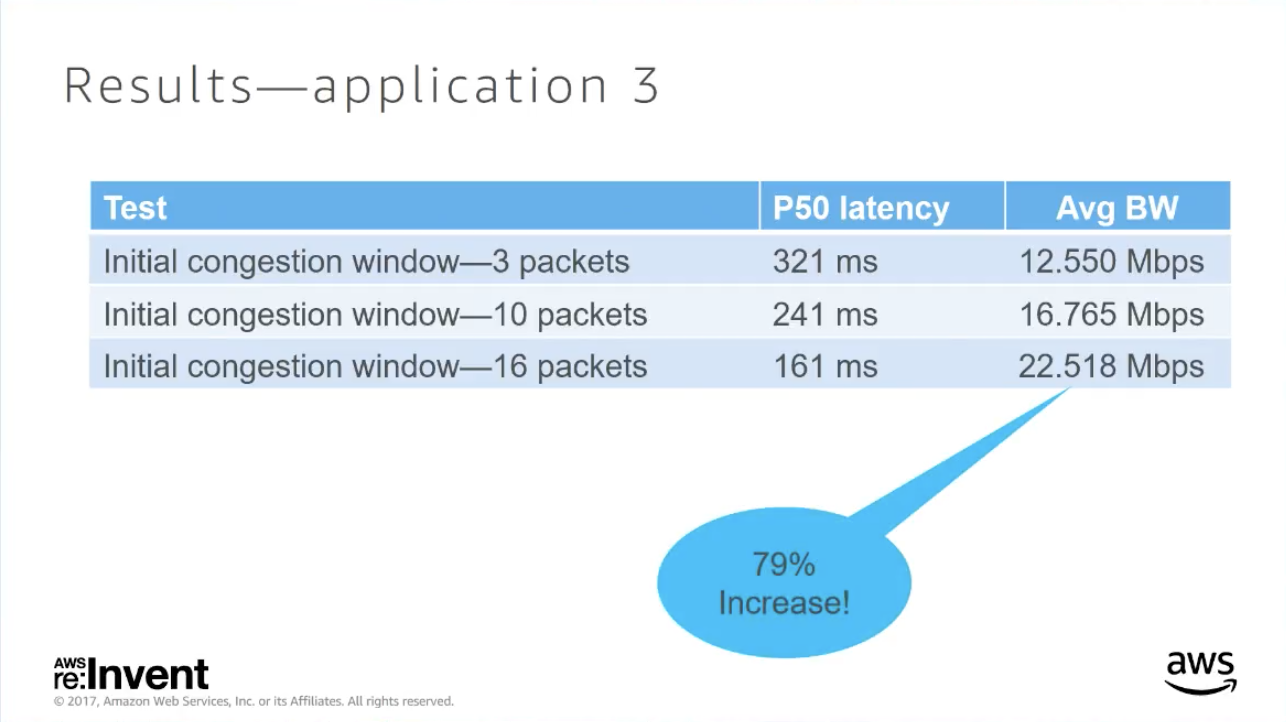 Results—application 3
Test P50 latency Avg BW
Initial congestion window—3 packets 321 ms 12.550 Mbps
Initial congestion window—10 packets 241 ms 16.765 Mbps
Initial congestion window—16 packets 161 ms 22.518 Mbps
79%
Increase!
AWS
re:Invent
© 2017, Amazon Web Services, Inc. or its Affiliates. All rights reserved.
aws